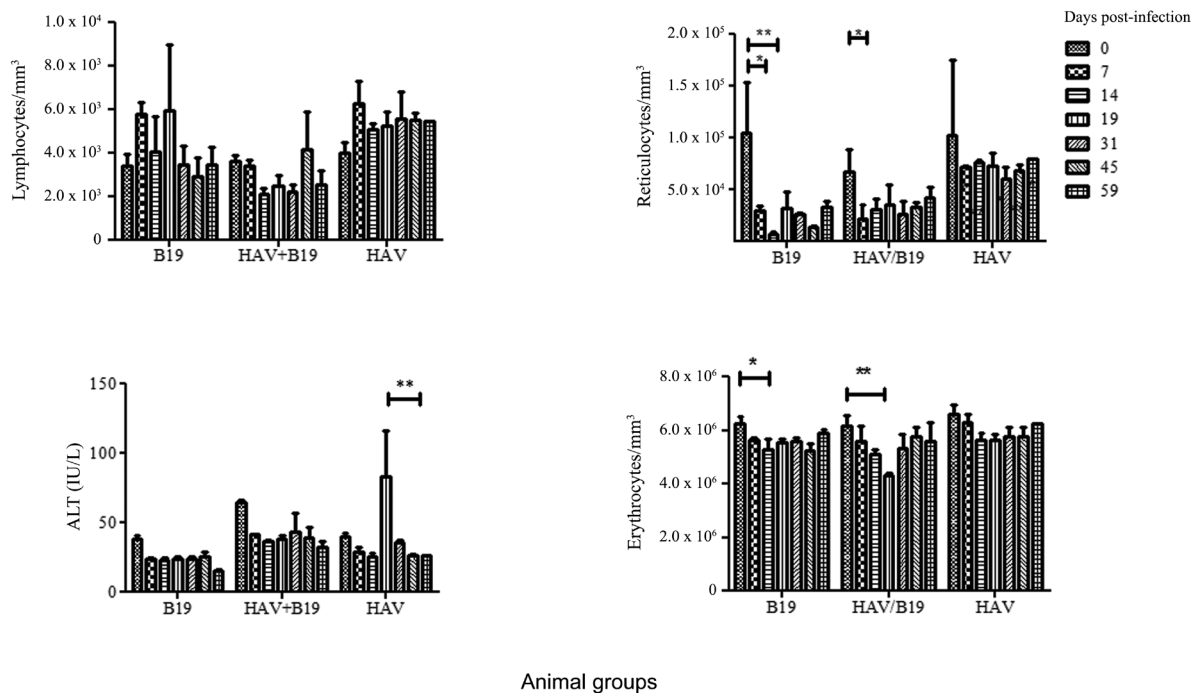 Lymphocytes/mm³
1.0 x 10⁴
8.0 x 10³
6.0 x 10³
4.0 x 10³
2.0 x 10³
0
B19 HAV+B19 HAV
Reticulocytes/mm³
2.0 x 10⁵
1.5 x 10⁵
1.0 x 10⁵
5.0 x 10⁴
0
** * *
B19 HAV/B19 HAV
Days post-infection
0
7
14
19
31
45
59
ALT (IU/L)
150
100
50
0
**
B19 HAV+B19 HAV
Erythrocytes/mm³
8.0 x 10⁶
6.0 x 10⁶
4.0 x 10⁶
2.0 x 10⁶
0
* **
B19 HAV/B19 HAV
Animal groups